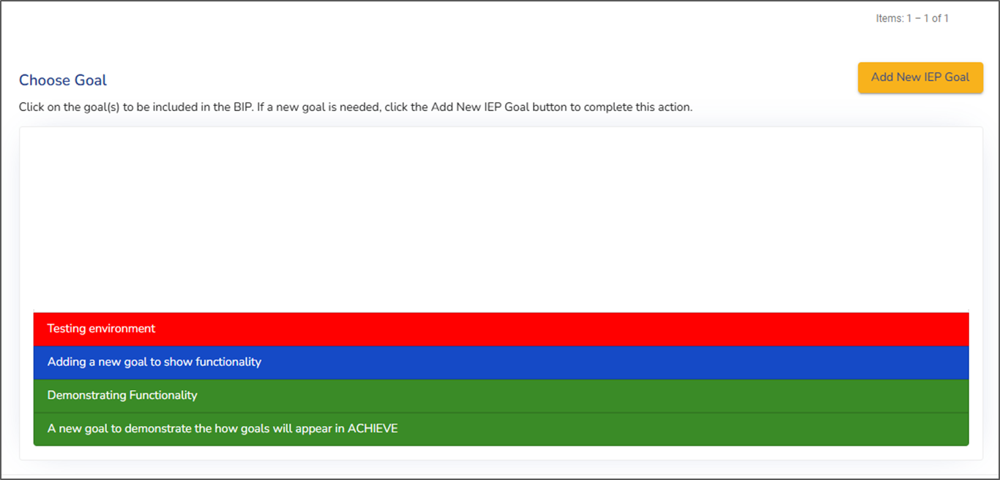 Items: 1 – 1 of 1
Choose Goal
Add New IEP Goal
Click on the goal(s) to be included in the BIP. If a new goal is needed, click the Add New IEP Goal button to complete this action.
Testing environment
Adding a new goal to show functionality
Demonstrating Functionality
A new goal to demonstrate the how goals will appear in ACHIEVE